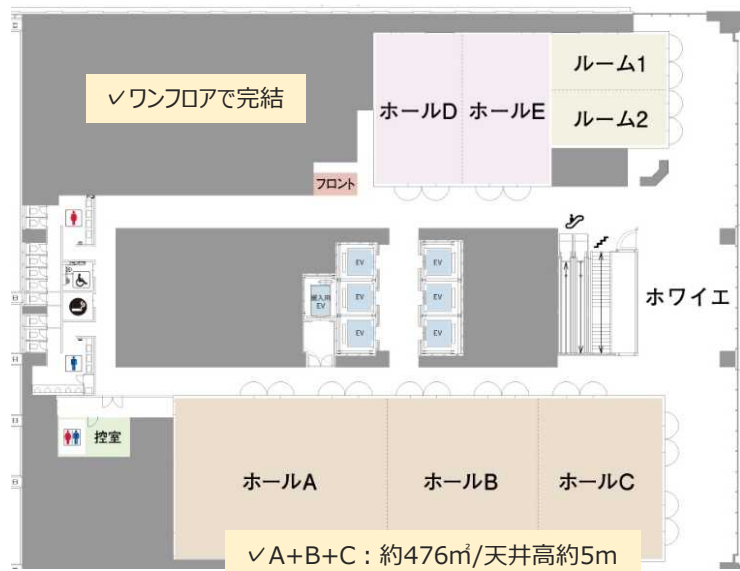 ✓ワンフロアで完結
ホールD
ホールE
ルーム1
ルーム2
フロント
EV
EV
EV
EV
EV
EV
搬入用
EV
ホワイエ
控室
ホールA
ホールB
ホールC
✓A+B+C：約476㎡/天井高約5m